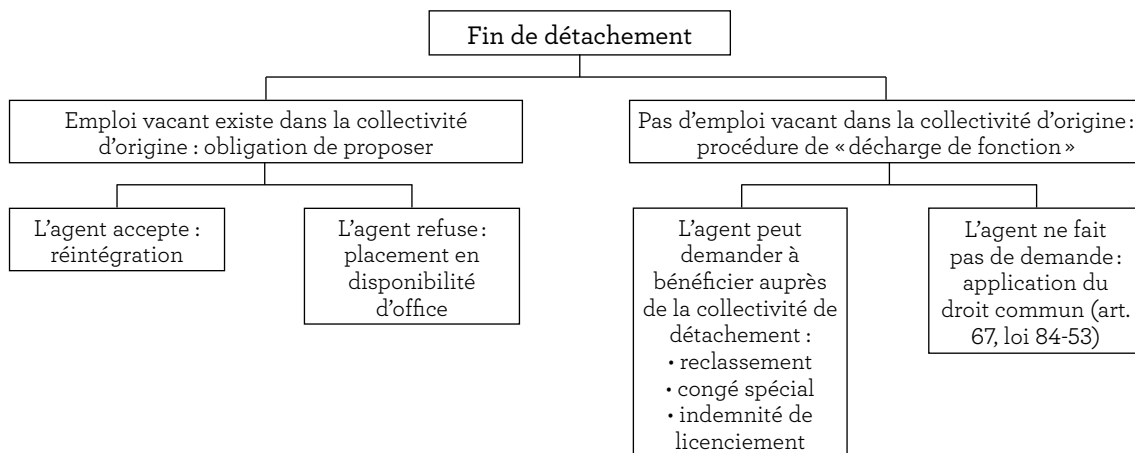 Fin de détachement
Emploi vacant existe dans la collectivité
d'origine : obligation de proposer
Pas d'emploi vacant dans la collectivité d'origine :
procédure de « décharge de fonction »
L'agent accepte :
réintégration
L'agent refuse :
placement en
disponibilité
d'office
L'agent peut
demander à
bénéficier auprès
de la collectivité de
détachement :
• reclassement
• congé spécial
• indemnité de
licenciement
L'agent ne fait
pas de demande :
application du
droit commun (art.
67, loi 84-53)